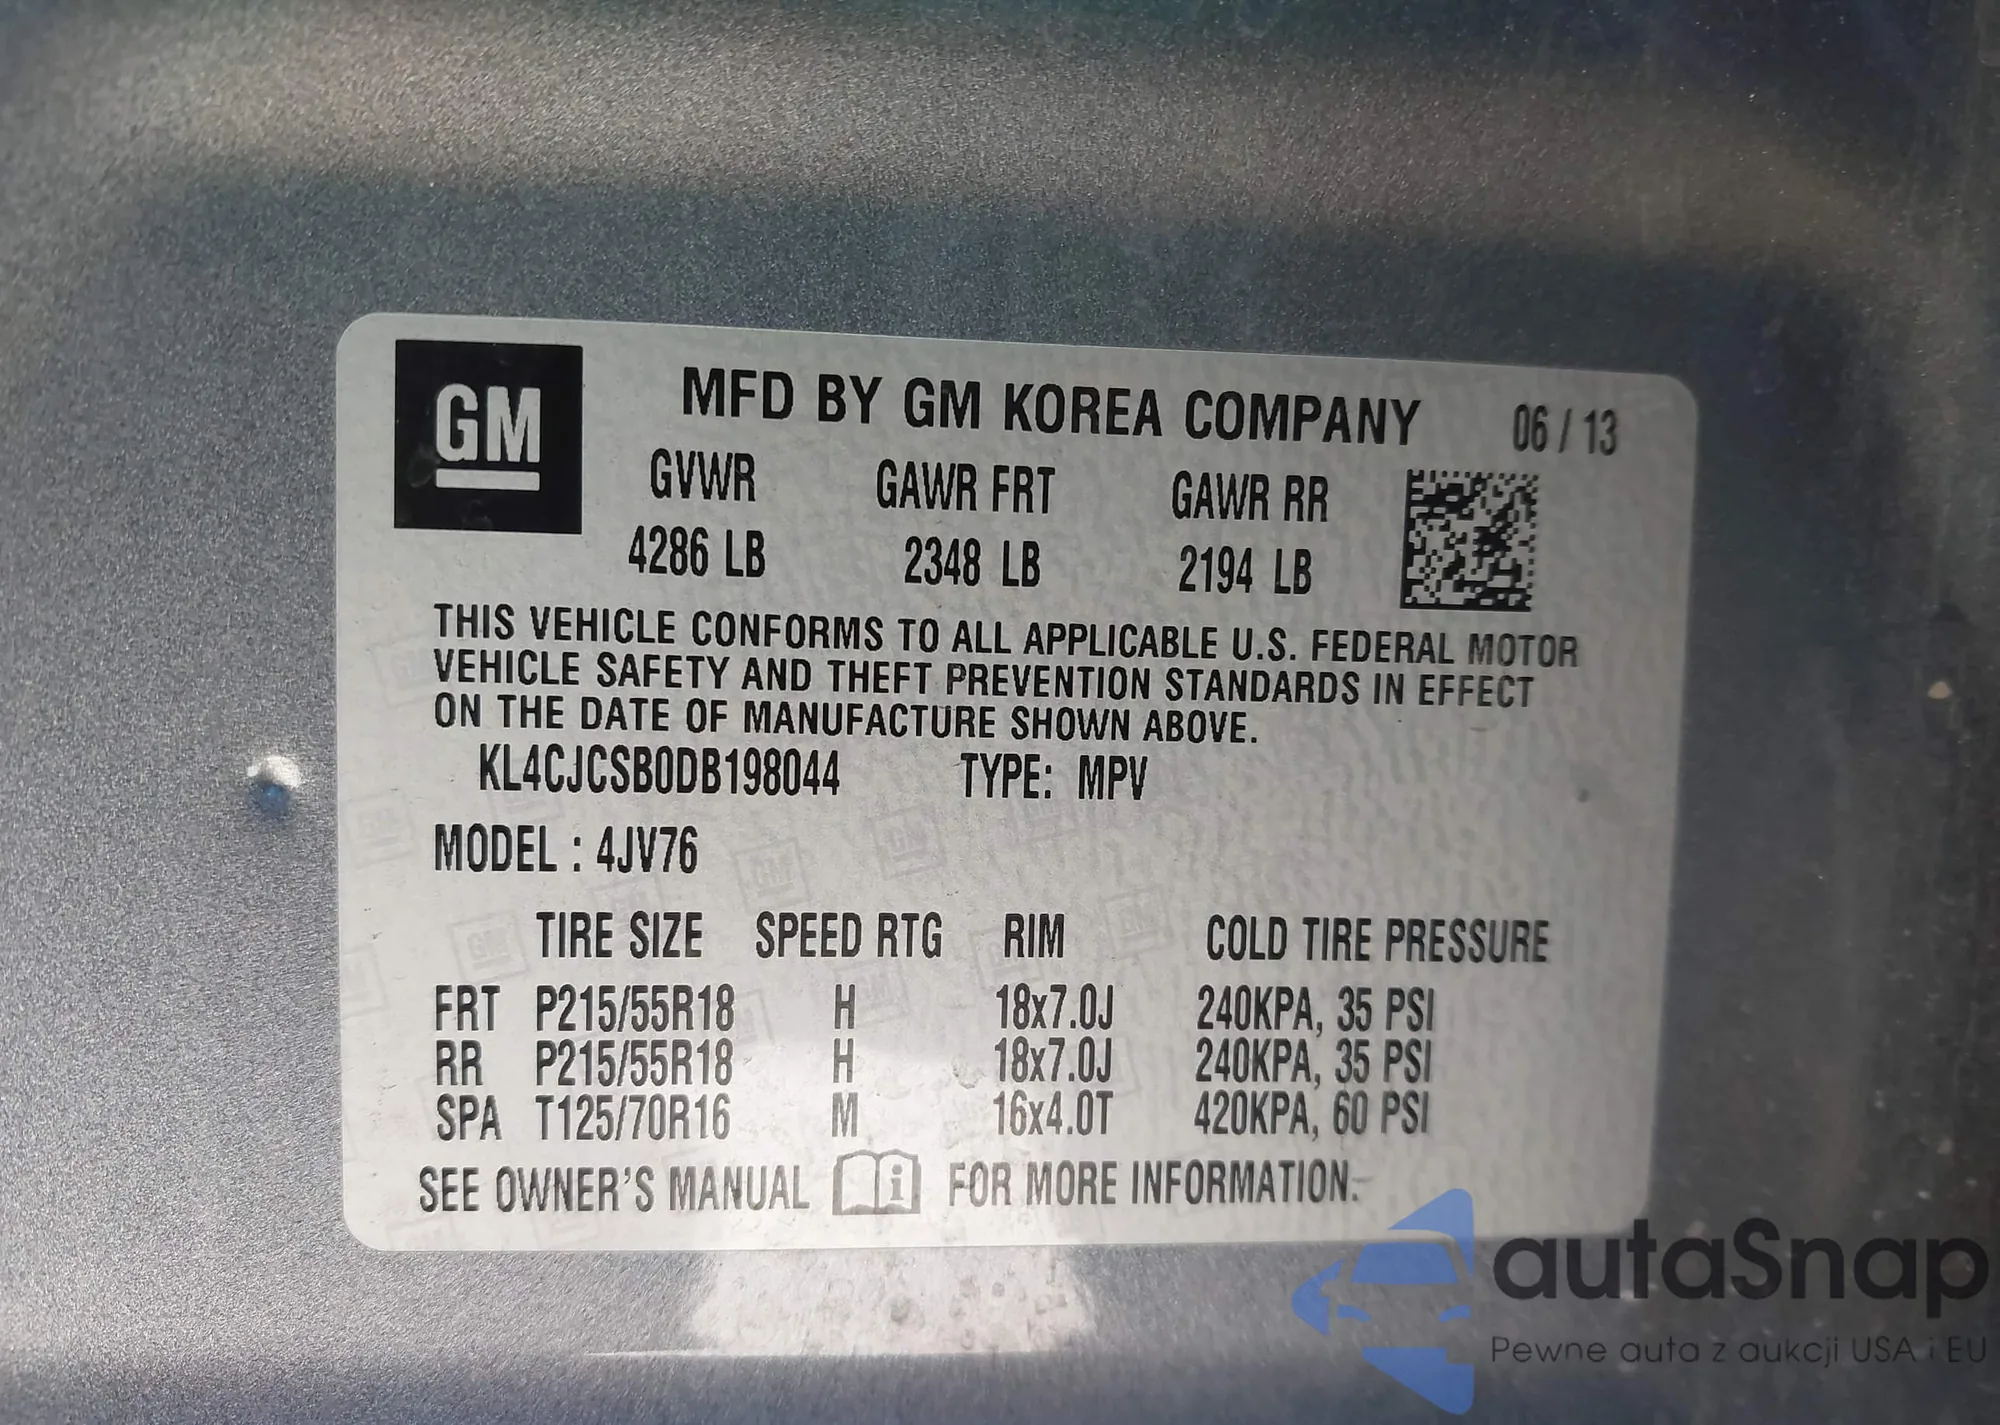 GM
MFD BY GM KOREA COMPANY 06 / 13
GVWR GAWR FRT GAWR RR
4286 LB 2348 LB 2194 LB
THIS VEHICLE CONFORMS TO ALL APPLICABLE U.S. FEDERAL MOTOR
VEHICLE SAFETY AND THEFT PREVENTION STANDARDS IN EFFECT
ON THE DATE OF MANUFACTURE SHOWN ABOVE.
KL4CJCSB0DB198044 TYPE: MPV
MODEL : 4JV76
TIRE SIZE SPEED RTG RIM COLD TIRE PRESSURE
FRT P215/55R18 H 18x7.0J 240KPA, 35 PSI
RR P215/55R18 H 18x7.0J 240KPA, 35 PSI
SPA T125/70R16 M 16x4.0T 420KPA, 60 PSI
SEE OWNER'S MANUAL i FOR MORE INFORMATION.
autaSnap
Pewne auta z aukcji USA i EU